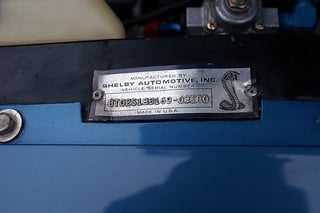 MANUFACTURED BY
SHELBY AUTOMOTIVE, INC.
VEHICLE SERIAL NUMBER
MADE IN U.S.A.